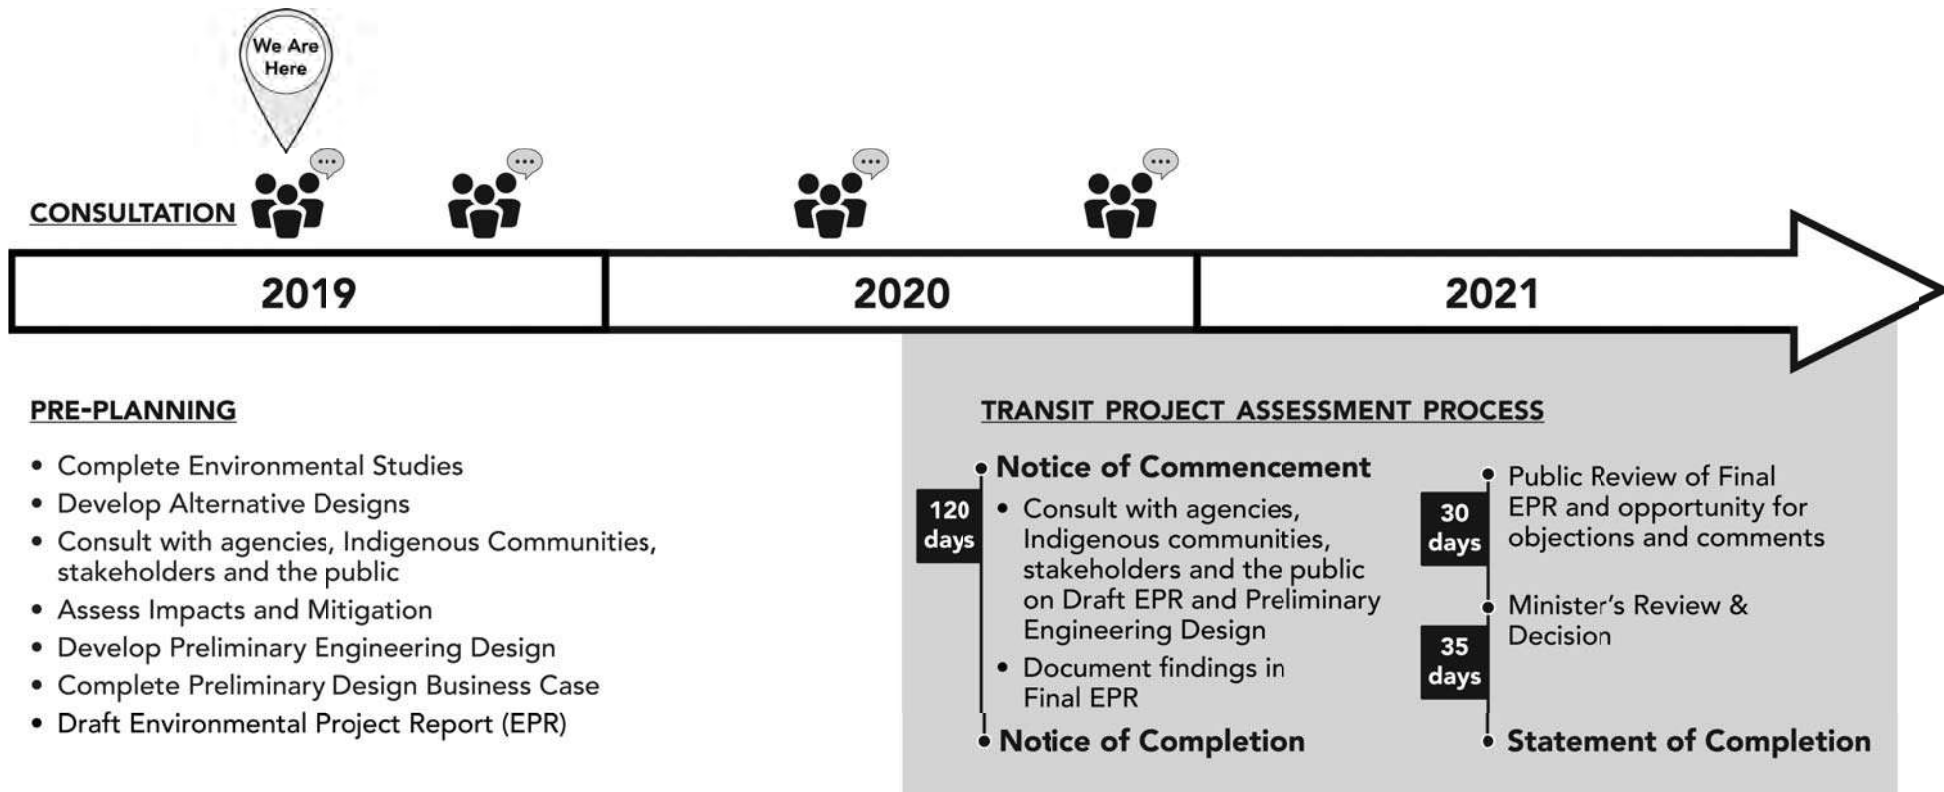 We Are
Here
CONSULTATION
2019
2020
2021
PRE-PLANNING
• Complete Environmental Studies
• Develop Alternative Designs
• Consult with agencies, Indigenous Communities,
stakeholders and the public
• Assess Impacts and Mitigation
• Develop Preliminary Engineering Design
• Complete Preliminary Design Business Case
• Draft Environmental Project Report (EPR)
TRANSIT PROJECT ASSESSMENT PROCESS
120
days
Notice of Commencement
• Consult with agencies,
Indigenous communities,
stakeholders and the public
on Draft EPR and Preliminary
Engineering Design
• Document findings in
Final EPR
Notice of Completion
30
days
Public Review of Final
EPR and opportunity for
objections and comments
35
days
Minister's Review &
Decision
Statement of Completion